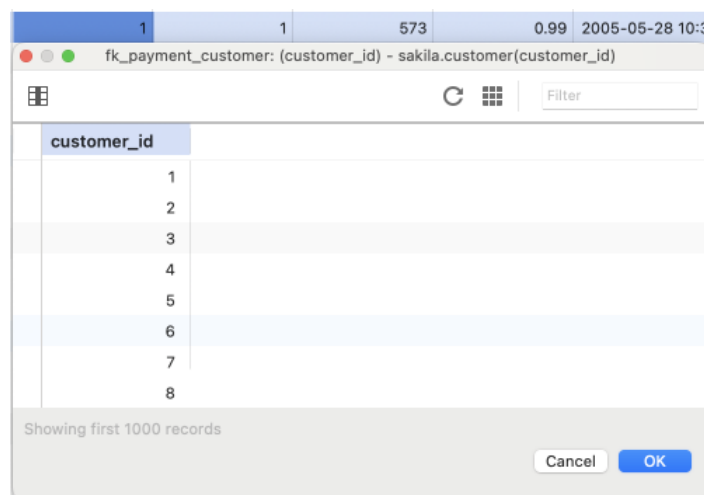 1 1 573 0.99 2005-05-28 10:3
fk_payment_customer: (customer_id) - sakila.customer(customer_id)
Filter
customer_id
1
2
3
4
5
6
7
8
Showing first 1000 records
Cancel OK